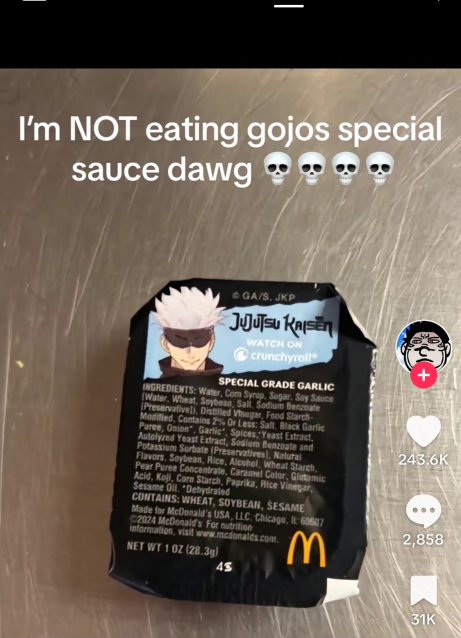 I'm NOT eating gojos special
sauce dawg 💀💀💀💀
© GA/S, JKP
JUJUTSU KAISEN
WATCH ON
crunchyroll®
SPECIAL GRADE GARLIC
INGREDIENTS: Water, Corn Syrup, Sugar, Soy Sauce
(Water, Wheat, Soybean, Salt, Sodium Benzoate
(Preservative)), Distilled Vinegar, Food Starch-
Modified, Contains 2% Or Less: Salt, Black Garlic
Puree, Onion*, Garlic*, Spices, Yeast Extract,
Autolyzed Yeast Extract, Sodium Benzoate and
Potassium Sorbate (Preservatives), Natural
Flavors, Soybean, Rice, Alcohol, Wheat Starch,
Pear Puree Concentrate, Caramel Color, Glutamic
Acid, Koji, Corn Starch, Paprika, Rice Vinegar,
Sesame Oil. *Dehydrated
CONTAINS: WHEAT, SOYBEAN, SESAME
Made for McDonald's USA, LLC. Chicago, IL 60607
©2024 McDonald's For nutrition
information, visit www.mcdonalds.com.
NET WT 1 OZ (28.3g)
4S
243.6K
2,858
31K